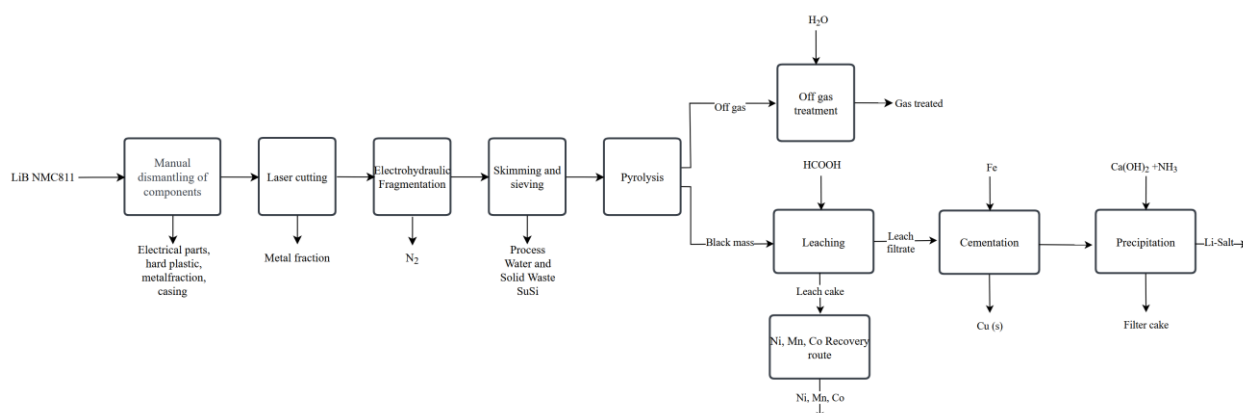 H₂O
Off gas
treatment
Off gas
Gas treated
LiB NMC811
Manual
dismantling of
components
Laser cutting
Electrohydraulic
Fragmentation
Skimming and
sieving
Pyrolysis
HCOOH
Fe
Ca(OH)₂ +NH₃
Black mass
Leaching
Leach
filtrate
Cementation
Precipitation
Li-Salt
Electrical parts,
hard plastic,
metalfraction,
casing
Metal fraction
N₂
Process
Water and
Solid Waste
SuSi
Leach cake
Cu (s)
Filter cake
Ni, Mn, Co Recovery
route
Ni, Mn, Co